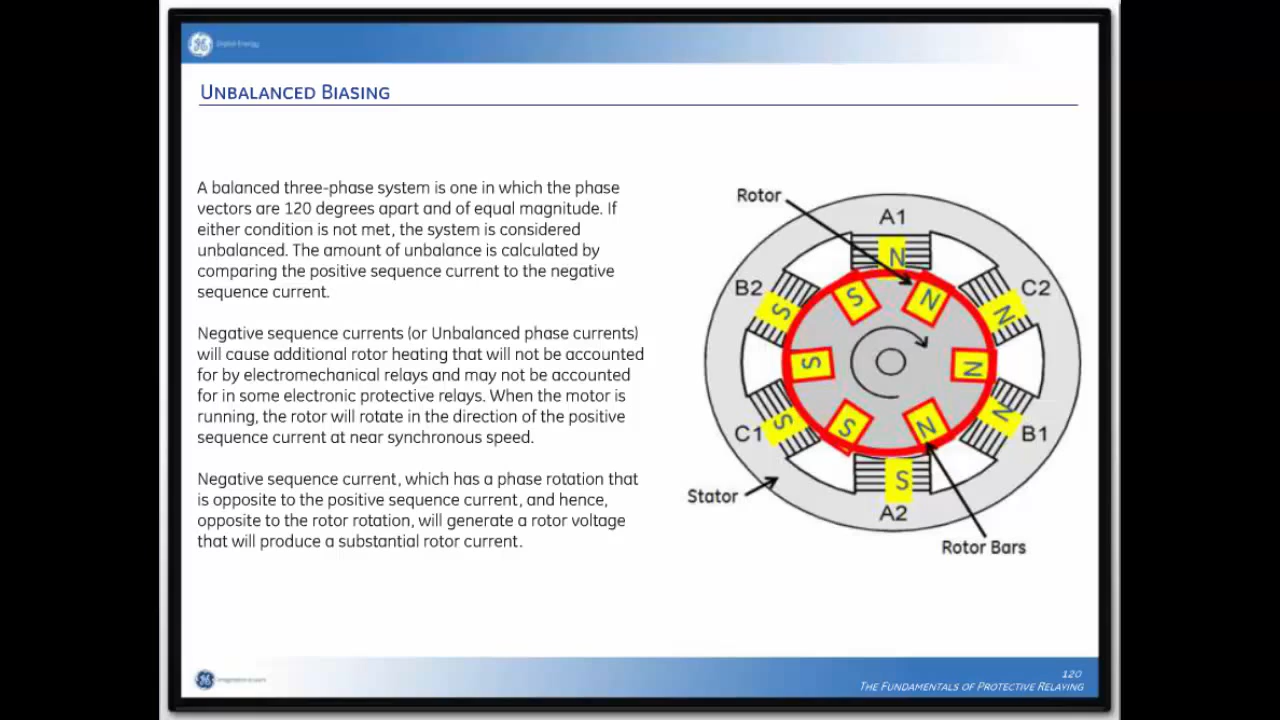 Digital Energy
UNBALANCED BIASING
A balanced three-phase system is one in which the phase
vectors are 120 degrees apart and of equal magnitude. If
either condition is not met, the system is considered
unbalanced. The amount of unbalance is calculated by
comparing the positive sequence current to the negative
sequence current.
Negative sequence currents (or Unbalanced phase currents)
will cause additional rotor heating that will not be accounted
for by electromechanical relays and may not be accounted
for in some electronic protective relays. When the motor is
running, the rotor will rotate in the direction of the positive
sequence current at near synchronous speed.
Negative sequence current, which has a phase rotation that
is opposite to the positive sequence current, and hence,
opposite to the rotor rotation, will generate a rotor voltage
that will produce a substantial rotor current.
Rotor
A1
N
B2
S
S
N
C2
N
S
N
C1
S
S
N
N
B1
Stator
S
A2
Rotor Bars
120
THE FUNDAMENTALS OF PROTECTIVE RELAYING